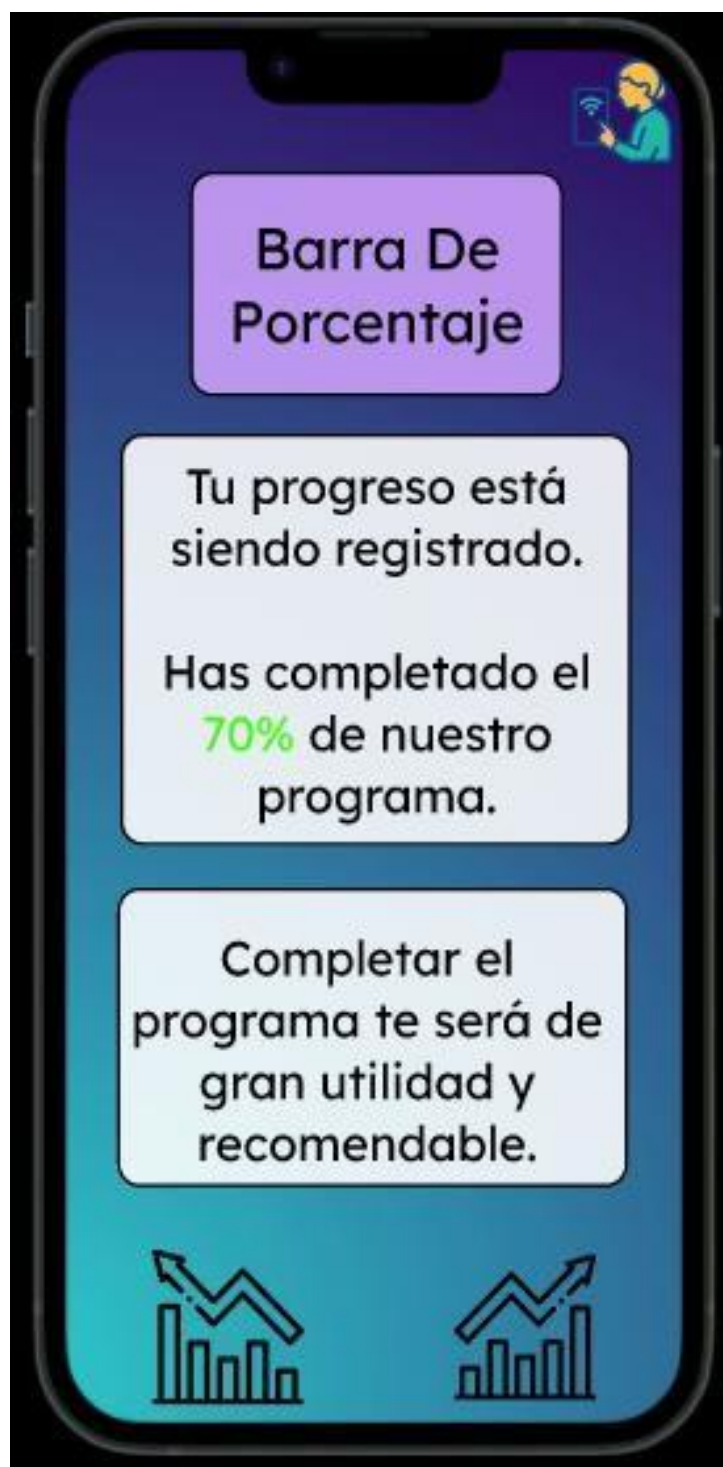 Barra De
Porcentaje
Tu progreso está
siendo registrado.
Has completado el
70% de nuestro
programa.
Completar el
programa te será de
gran utilidad y
recomendable.